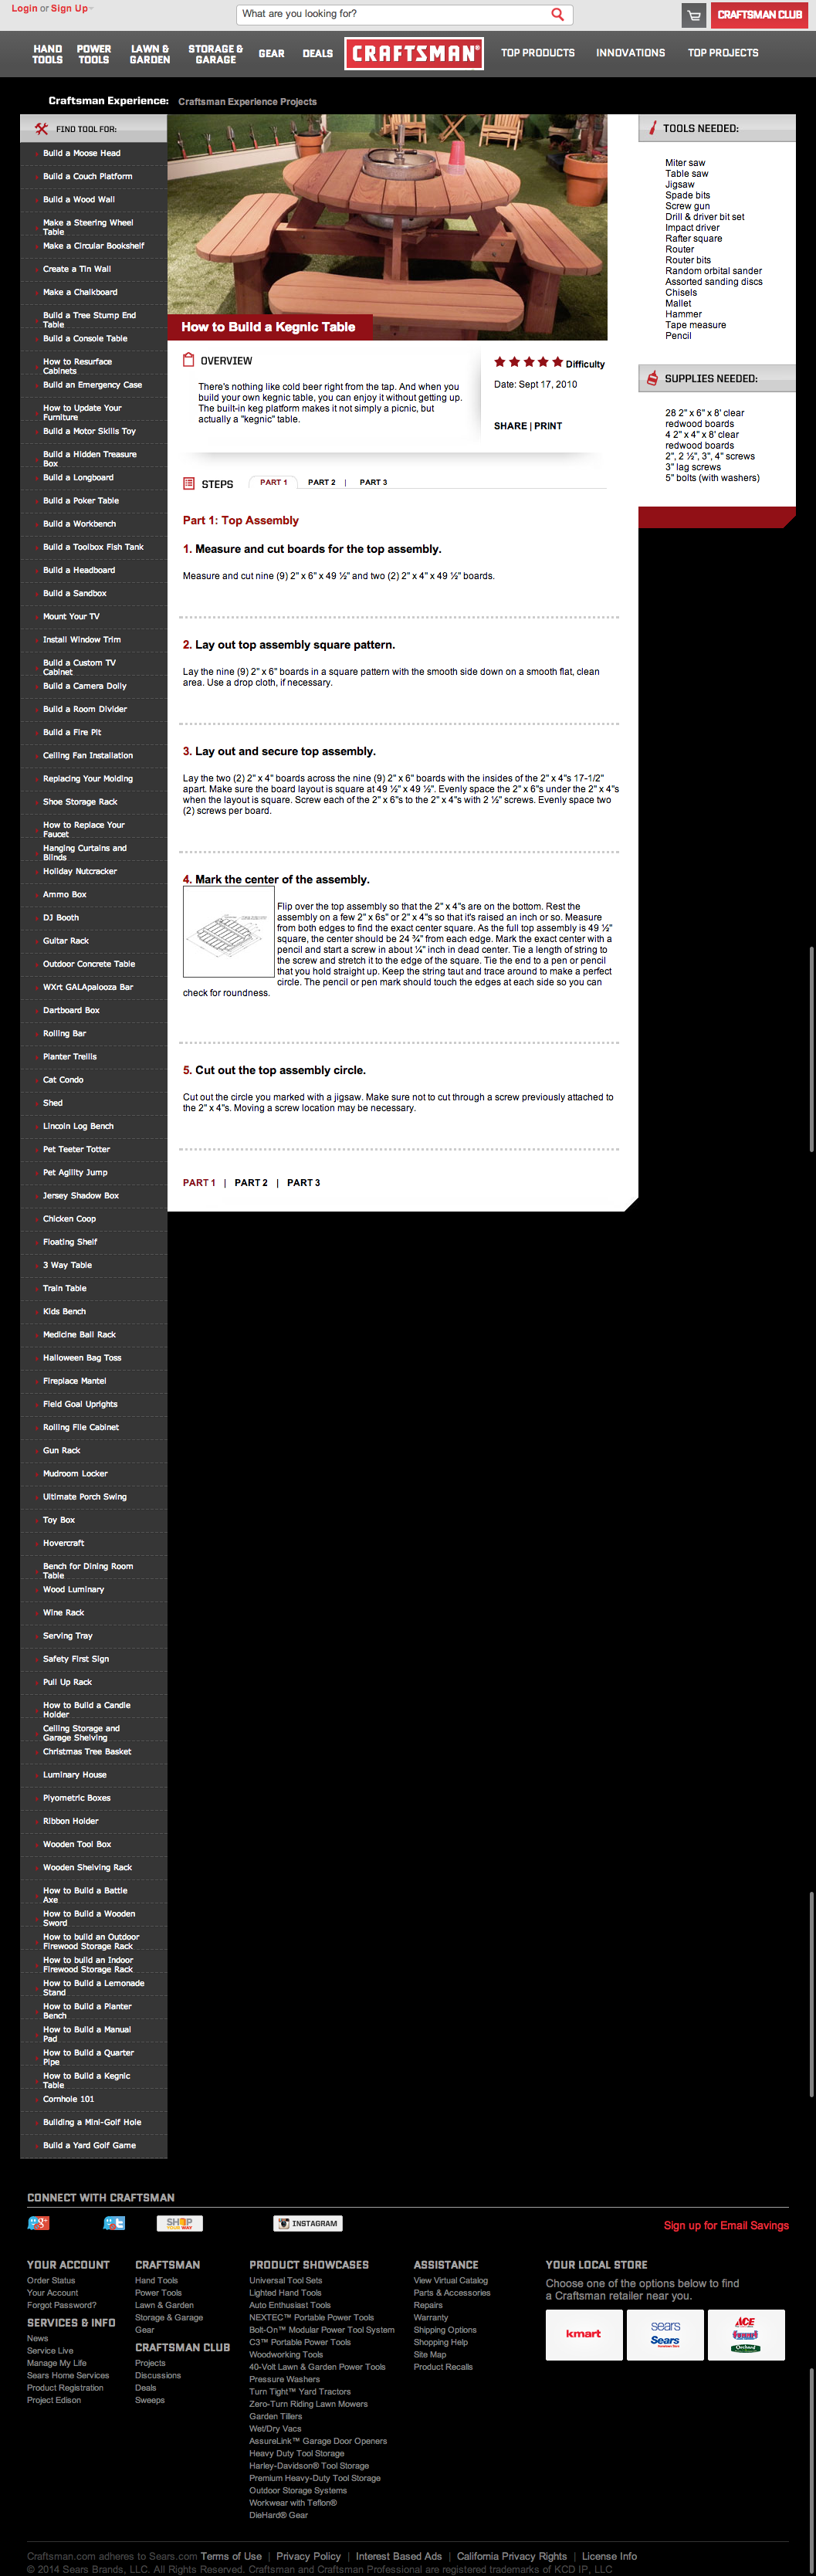 Login or Sign Up
What are you looking for?
CRAFTSMAN CLUB
HAND TOOLS
POWER TOOLS
LAWN & GARDEN
STORAGE & GARAGE
GEAR
DEALS
CRAFTSMAN®
TOP PRODUCTS
INNOVATIONS
TOP PROJECTS
Craftsman Experience: Craftsman Experience Projects
FIND TOOL FOR:
Build a Moose Head
Build a Couch Platform
Build a Wood Wall
Make a Steering Wheel
Table
Make a Circular Bookshelf
Create a Tin Wall
Make a Chalkboard
Build a Tree Stump End
Table
Build a Console Table
How to Resurface
Cabinets
Build an Emergency Case
How to Update Your
Furniture
Build a Motor Skills Toy
Build a Hidden Treasure
Box
Build a Longboard
Build a Poker Table
Build a Workbench
Build a Toolbox Fish Tank
Build a Headboard
Build a Sandbox
Mount Your TV
Install Window Trim
Build a Custom TV
Cabinet
Build a Camera Dolly
Build a Room Divider
Build a Fire Pit
Ceiling Fan Installation
Replacing Your Molding
Shoe Storage Rack
How to Replace Your
Faucet
Hanging Curtains and
Blinds
Holiday Nutcracker
Ammo Box
DJ Booth
Guitar Rack
Outdoor Concrete Table
WXrt GALApalooza Bar
Dartboard Box
Rolling Bar
Planter Trellis
Cat Condo
Shed
Lincoln Log Bench
Pet Teeter Totter
Pet Agility Jump
Jersey Shadow Box
Chicken Coop
Floating Shelf
3 Way Table
Train Table
Kids Bench
Medicine Ball Rack
Halloween Bag Toss
Fireplace Mantel
Field Goal Uprights
Rolling File Cabinet
Gun Rack
Mudroom Locker
Ultimate Porch Swing
Toy Box
Hovercraft
Bench for Dining Room
Table
Wood Luminary
Wine Rack
Serving Tray
Safety First Sign
Pull Up Rack
How to Build a Candle
Holder
Ceiling Storage and
Garage Shelving
Christmas Tree Basket
Luminary House
Plyometric Boxes
Ribbon Holder
Wooden Tool Box
Wooden Shelving Rack
How to Build a Battle
Axe
How to Build a Wooden
Sword
How to build an Outdoor
Firewood Storage Rack
How to build an Indoor
Firewood Storage Rack
How to Build a Lemonade
Stand
How to Build a Planter
Bench
How to Build a Manual
Pad
How to Build a Quarter
Pipe
How to Build a Kegnic
Table
Cornhole 101
Building a Mini-Golf Hole
Build a Yard Golf Game
How to Build a Kegnic Table
OVERVIEW
There's nothing like cold beer right from the tap. And when you
build your own kegnic table, you can enjoy it without getting up.
The built-in keg platform makes it not simply a picnic, but
actually a "kegnic" table.
Difficulty
Date: Sept 17, 2010
SHARE | PRINT
STEPS
PART 1
PART 2 | PART 3
Part 1: Top Assembly
1. Measure and cut boards for the top assembly.
Measure and cut nine (9) 2" x 6" x 49 ½" and two (2) 2" x 4" x 49 ½" boards.
2. Lay out top assembly square pattern.
Lay the nine (9) 2" x 6" boards in a square pattern with the smooth side down on a smooth flat, clean
area. Use a drop cloth, if necessary.
3. Lay out and secure top assembly.
Lay the two (2) 2" x 4" boards across the nine (9) 2" x 6" boards with the insides of the 2" x 4"s 17-1/2"
apart. Make sure the board layout is square at 49 ½" x 49 ½". Evenly space the 2" x 6"s under the 2" x 4"s
when the layout is square. Screw each of the 2" x 6"s to the 2" x 4"s with 2 ½" screws. Evenly space two
(2) screws per board.
4. Mark the center of the assembly.
Flip over the top assembly so that the 2" x 4"s are on the bottom. Rest the
assembly on a few 2" x 6s" or 2" x 4"s so that it's raised an inch or so. Measure
from both edges to find the exact center square. As the full top assembly is 49 ½"
square, the center should be 24 ¾" from each edge. Mark the exact center with a
pencil and start a screw in about ¼" inch in dead center. Tie a length of string to
the screw and stretch it to the edge of the square. Tie the end to a pen or pencil
that you hold straight up. Keep the string taut and trace around to make a perfect
circle. The pencil or pen mark should touch the edges at each side so you can
check for roundness.
5. Cut out the top assembly circle.
Cut out the circle you marked with a jigsaw. Make sure not to cut through a screw previously attached to
the 2" x 4"s. Moving a screw location may be necessary.
PART 1 | PART 2 | PART 3
TOOLS NEEDED:
Miter saw
Table saw
Jigsaw
Spade bits
Screw gun
Drill & driver bit set
Impact driver
Rafter square
Router
Router bits
Random orbital sander
Assorted sanding discs
Chisels
Mallet
Hammer
Tape measure
Pencil
SUPPLIES NEEDED:
28 2" x 6" x 8' clear
redwood boards
4 2" x 4" x 8' clear
redwood boards
2", 2 ½", 3", 4" screws
3" lag screws
5" bolts (with washers)
CONNECT WITH CRAFTSMAN
SHOP YOUR WAY
INSTAGRAM
Sign up for Email Savings
YOUR ACCOUNT
Order Status
Your Account
Forgot Password?
SERVICES & INFO
News
Service Live
Manage My Life
Sears Home Services
Product Registration
Project Edison
CRAFTSMAN
Hand Tools
Power Tools
Lawn & Garden
Storage & Garage
Gear
CRAFTSMAN CLUB
Projects
Discussions
Deals
Sweeps
PRODUCT SHOWCASES
Universal Tool Sets
Lighted Hand Tools
Auto Enthusiast Tools
NEXTEC™ Portable Power Tools
Bolt-On™ Modular Power Tool System
C3™ Portable Power Tools
Woodworking Tools
40-Volt Lawn & Garden Power Tools
Pressure Washers
Turn Tight™ Yard Tractors
Zero-Turn Riding Lawn Mowers
Garden Tillers
Wet/Dry Vacs
AssureLink™ Garage Door Openers
Heavy Duty Tool Storage
Harley-Davidson® Tool Storage
Premium Heavy-Duty Tool Storage
Outdoor Storage Systems
Workwear with Teflon®
DieHard® Gear
ASSISTANCE
View Virtual Catalog
Parts & Accessories
Repairs
Warranty
Shipping Options
Shopping Help
Site Map
Product Recalls
YOUR LOCAL STORE
Choose one of the options below to find
a Craftsman retailer near you.
kmart
sears
Sears
ACE
Orchard
Craftsman.com adheres to Sears.com Terms of Use | Privacy Policy | Interest Based Ads | California Privacy Rights | License Info
© 2014 Sears Brands, LLC. All Rights Reserved. Craftsman and Craftsman Professional are registered trademarks of KCD IP, LLC